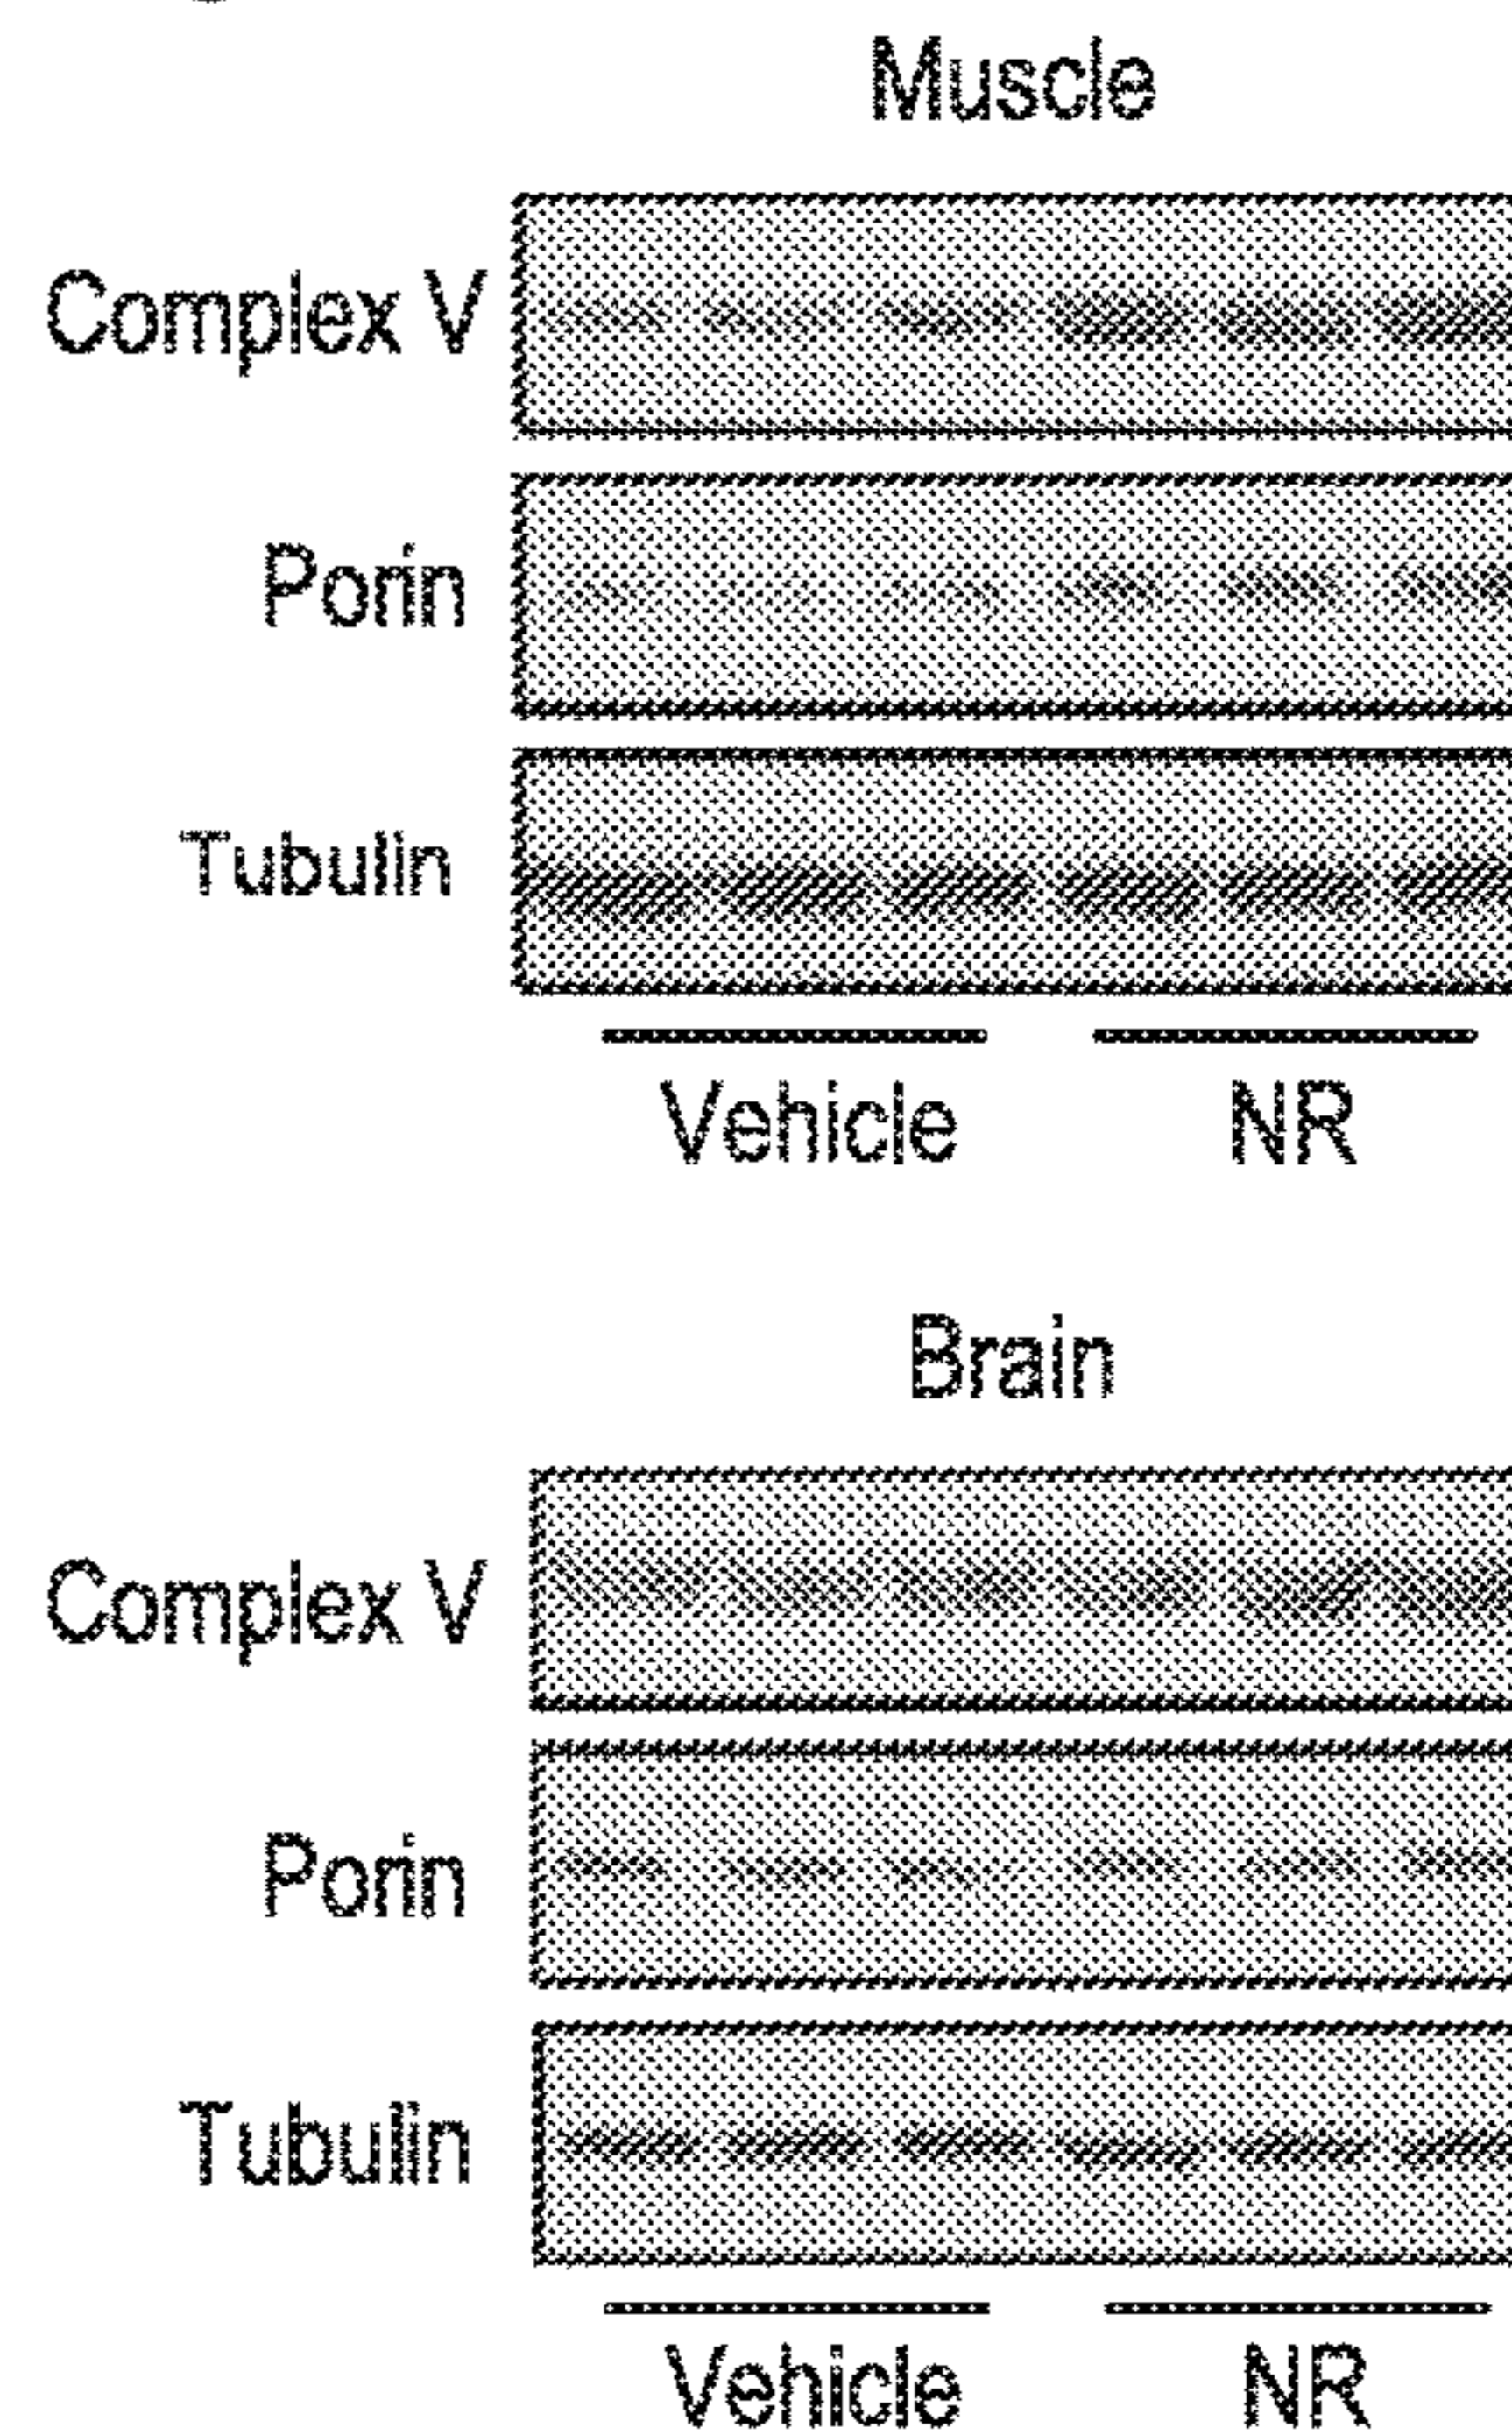 Muscle
Complex V
Porin
Tubulin
Vehicle NR
Brain
Complex V
Porin
Tubulin
Vehicle NR